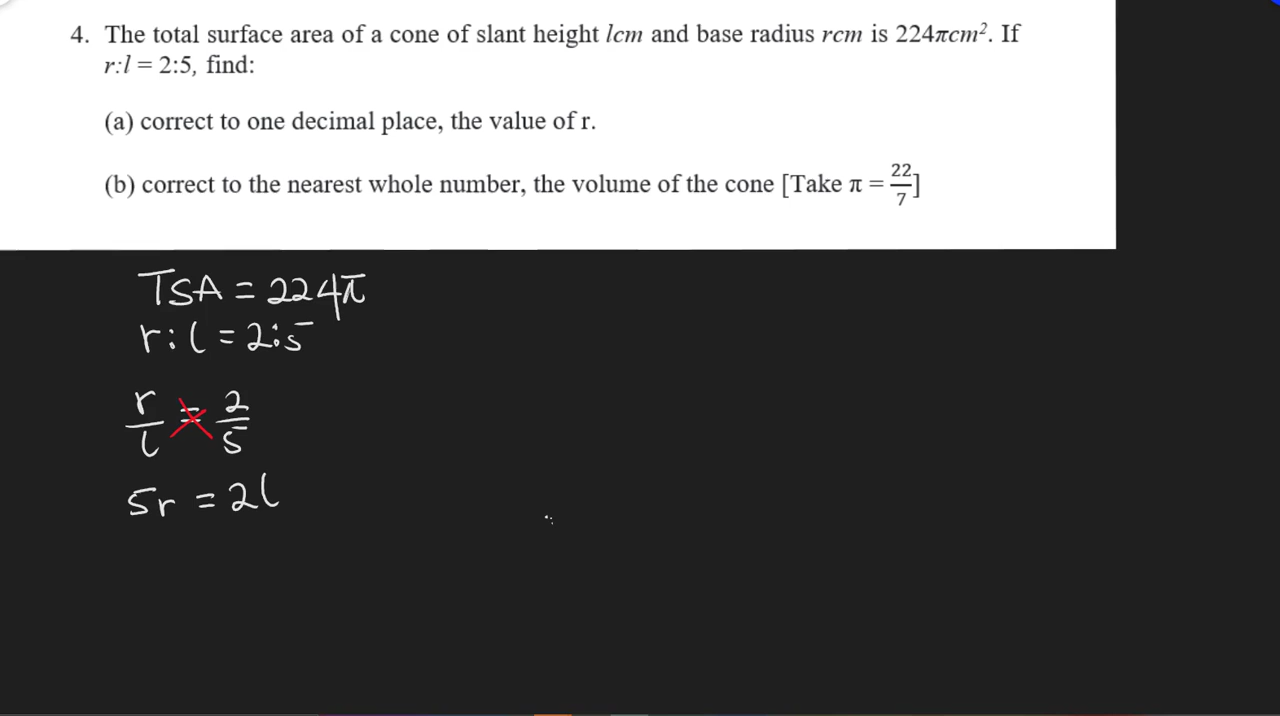 4. The total surface area of a cone of slant height lcm and base radius rcm is 224πcm². If
r:l = 2:5, find:
(a) correct to one decimal place, the value of r.
(b) correct to the nearest whole number, the volume of the cone [Take π = 22/7]
TSA = 224π
r:l = 2:5
r/l = 2/5
5r = 2l